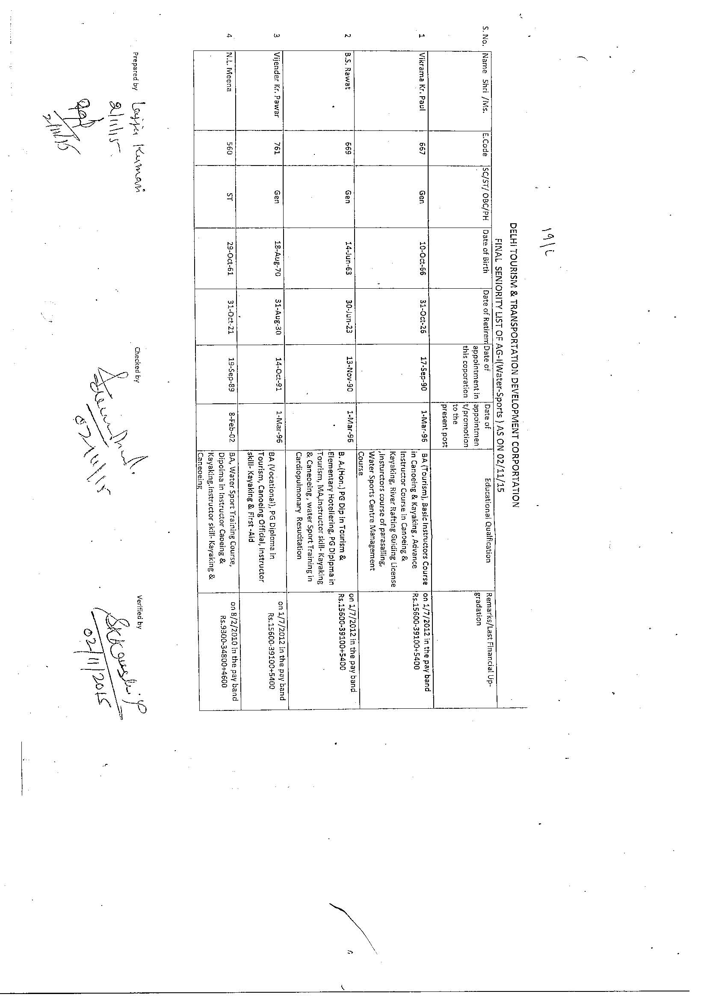 19/c
DELHI TOURISM & TRANSPORTATION DEVELOPMENT CORPORTATION
FINAL SENIORITY LIST OF AG-I(Water-Sports ) AS ON 02/11/15
S. No. Name Shri /Ms. E.Code SC/ST/ OBC/PH Date of Birth Date of Retirem Date of appointment in this coporation Date of appointmen t/promotion to the present post Educational Qualfication Remarks/Last Financial Up-gradation
1 Vikrama Kr. Paul 667 Gen 10-Oct-66 31-Oct-26 17-Sep-90 1-Mar-96 BA (Tourism), Basic Instructors Course on 1/7/2012 in the pay band
in Canoeing & Kayaking , Advance Rs.15600-39100+5400
Instructor Course in Canoeing &
Kayaking, River Rafting Guiding License
,Insturctors course of parasailing,
Water Sports Centre Management
Course
2 B.S. Rawat 669 Gen 14-Jun-63 30-Jun-23 13-Nov-90 1-Mar-96 B. A.(Hon.) PG Dip in Tourism & on 1/7/2012 in the pay band
Elementary Hoteliering, PG Diplpma in Rs.15600-39100+5400
Tourism, MA,Instructor skill- Kayaking
& Caneoeing , water Sport Training in
Cardiopulmonary Resucitation
3 Vijender Kr. Pawar 761 Gen 18-Aug-70 31-Aug-30 14-Oct-91 1-Mar-96 BA (Vocational), PG Diploma in on 1/7/2012 in the pay band
Tourism, Canoeing Official, Instructor Rs.15600-39100+5400
skill- Kayaking & First -Aid
4 N.L. Meena 560 ST 29-Oct-61 31-Oct-21 19-Sep-89 8-Feb-02 BA, Water Sport Training Course, on 8/2/2010 in the pay band
Dipolma in Instructor Caoeing & Rs.9300-34800+4600
Kayaking.Instructor skill- Kayaking &
Caneoeing
Prepared by Lajja Kumari Checked by Verified by
2/11/15
2/11/15 02/11/15 02/11/2015